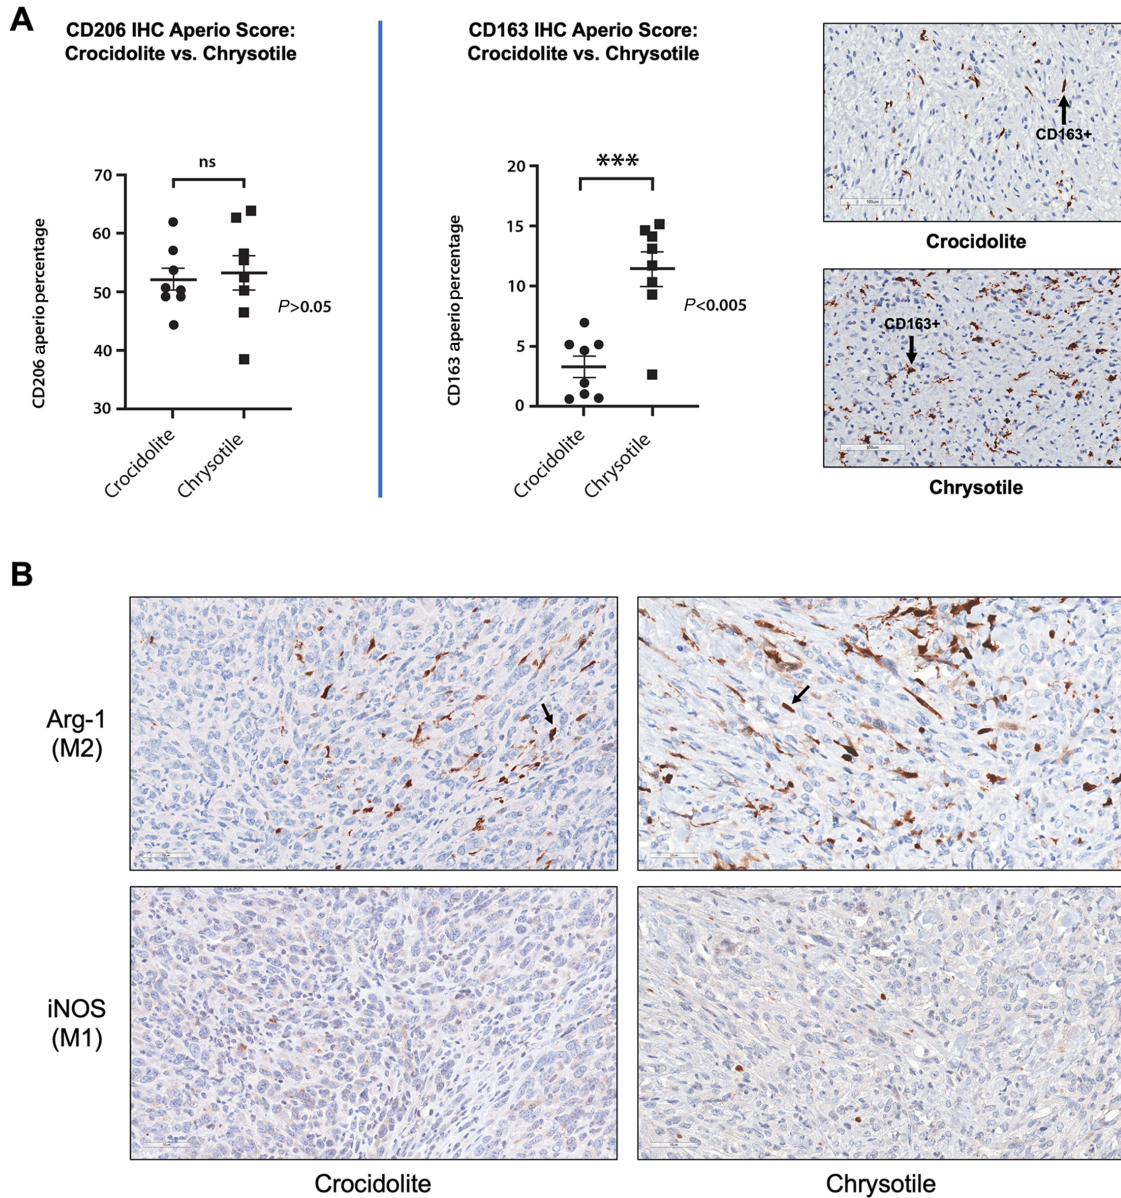 A
CD206 IHC Aperio Score:
Crocidolite vs. Chrysotile
ns
70
60
50
40
30
CD206 aperio percentage
P>0.05
Crocidolite
Chrysotile
CD163 IHC Aperio Score:
Crocidolite vs. Chrysotile
***
20
15
10
5
0
CD163 aperio percentage
P<0.005
Crocidolite
Chrysotile
CD163+
Crocidolite
CD163+
Chrysotile
B
Arg-1
(M2)
iNOS
(M1)
Crocidolite
Chrysotile